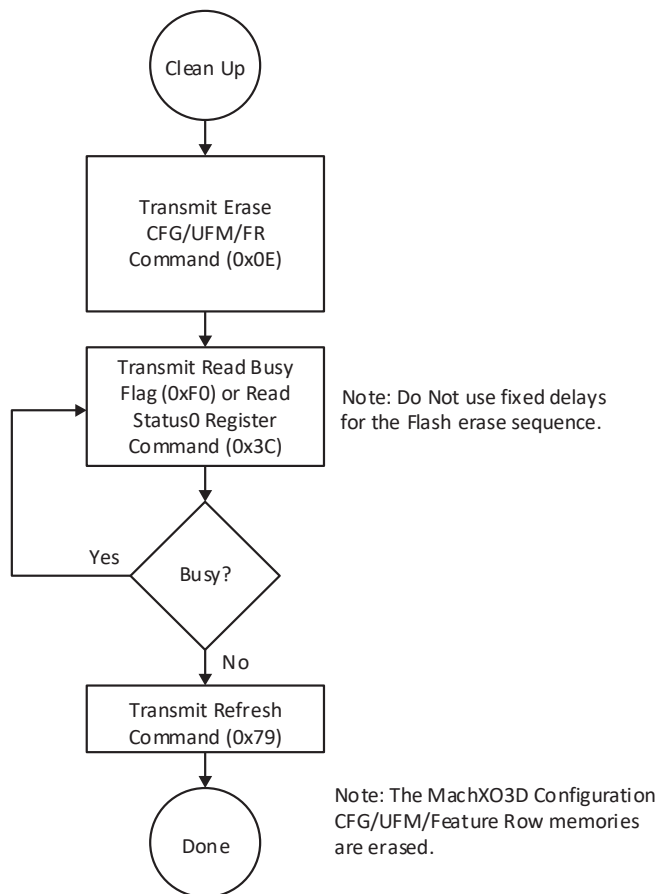 Clean Up
Transmit Erase
CFG/UFM/FR
Command (0x0E)
Transmit Read Busy
Flag (0xF0) or Read
Status0 Register
Command (0x3C)
Note: Do Not use fixed delays
for the Flash erase sequence.
Yes
Busy?
No
Transmit Refresh
Command (0x79)
Note: The MachXO3D Configuration
CFG/UFM/Feature Row memories
are erased.
Done